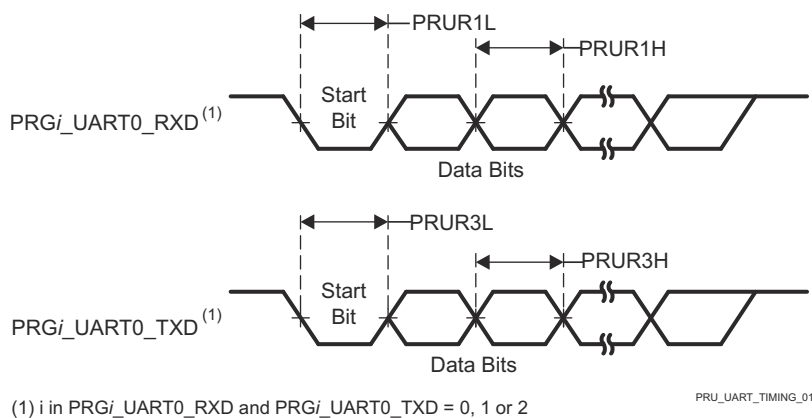 PRUR1L
PRUR1H
Start
Bit
PRGi_UART0_RXD(1)
Data Bits
PRUR3L
PRUR3H
Start
Bit
PRGi_UART0_TXD(1)
Data Bits
(1) i in PRGi_UART0_RXD and PRGi_UART0_TXD = 0, 1 or 2